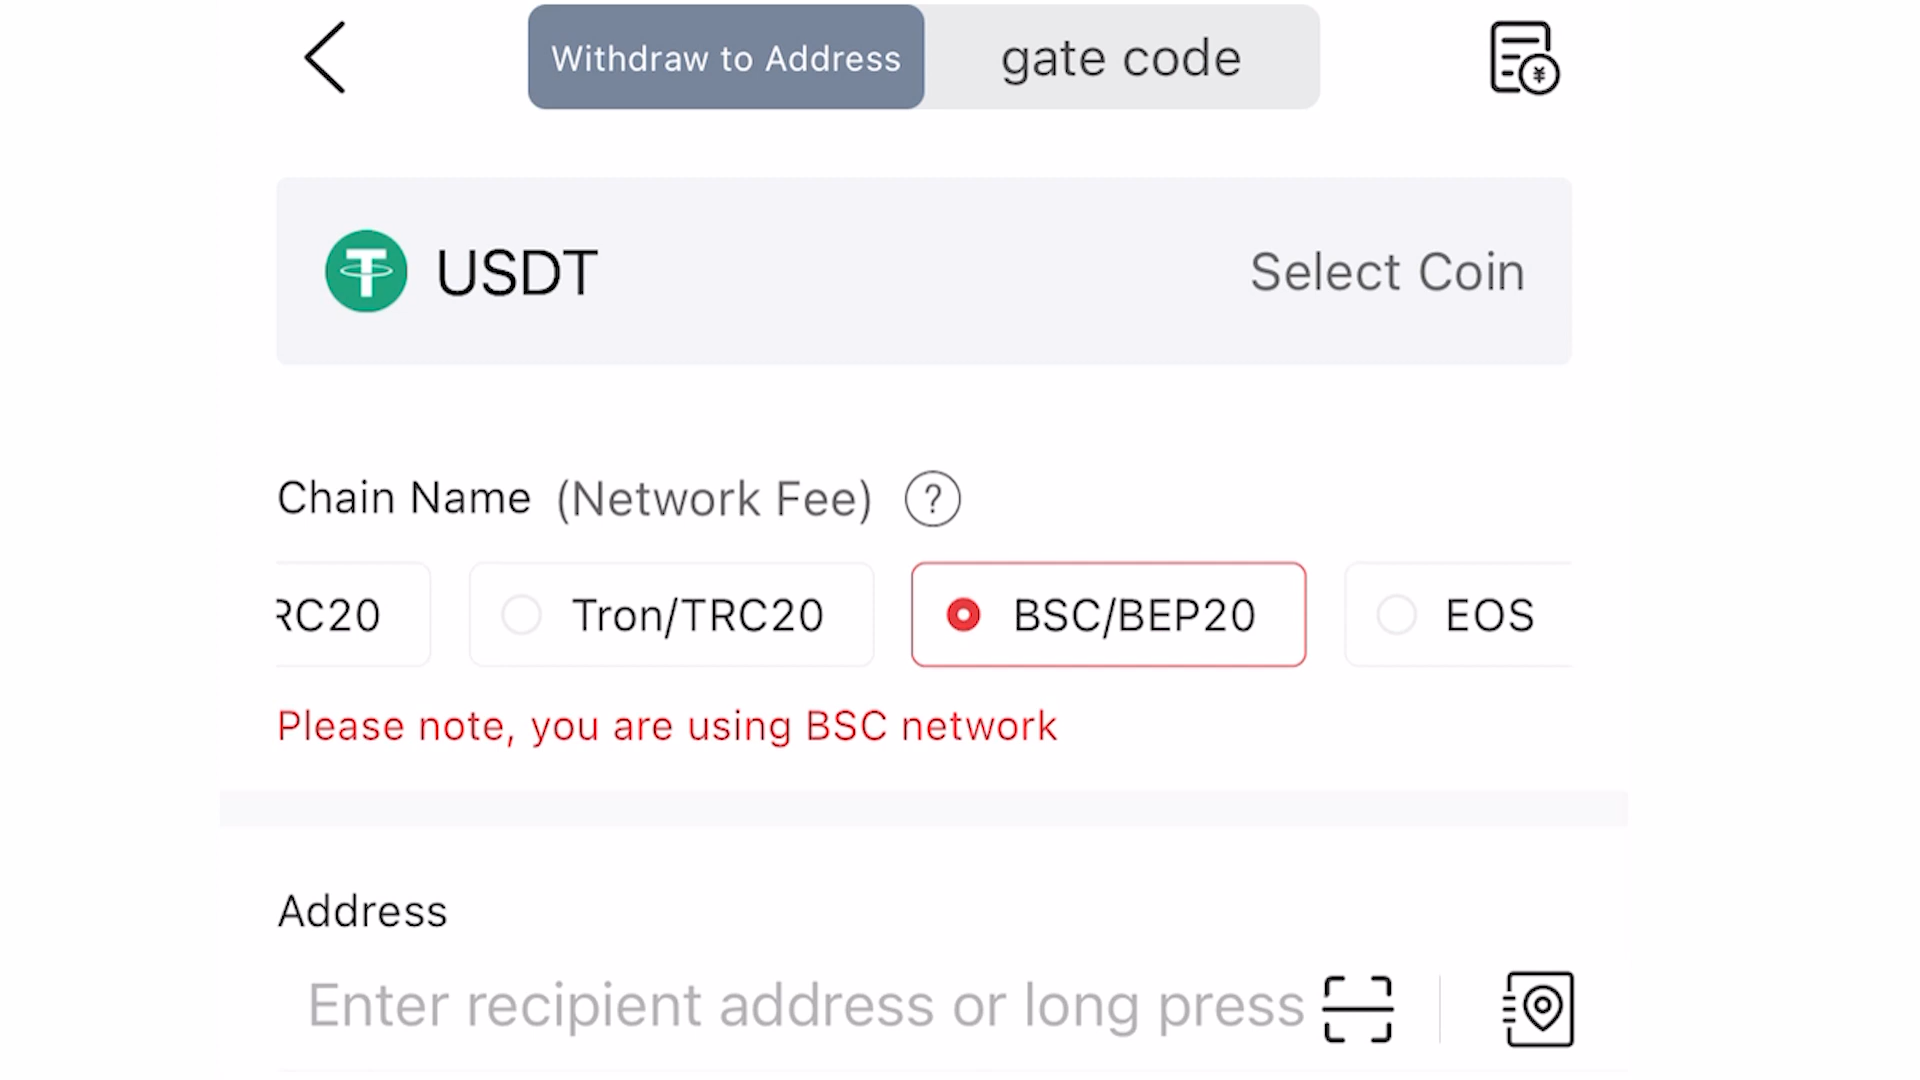 Withdraw to Address gate code
USDT Select Coin
Chain Name (Network Fee) ?
RC20 Tron/TRC20 BSC/BEP20 EOS
Please note, you are using BSC network
Address
Enter recipient address or long press